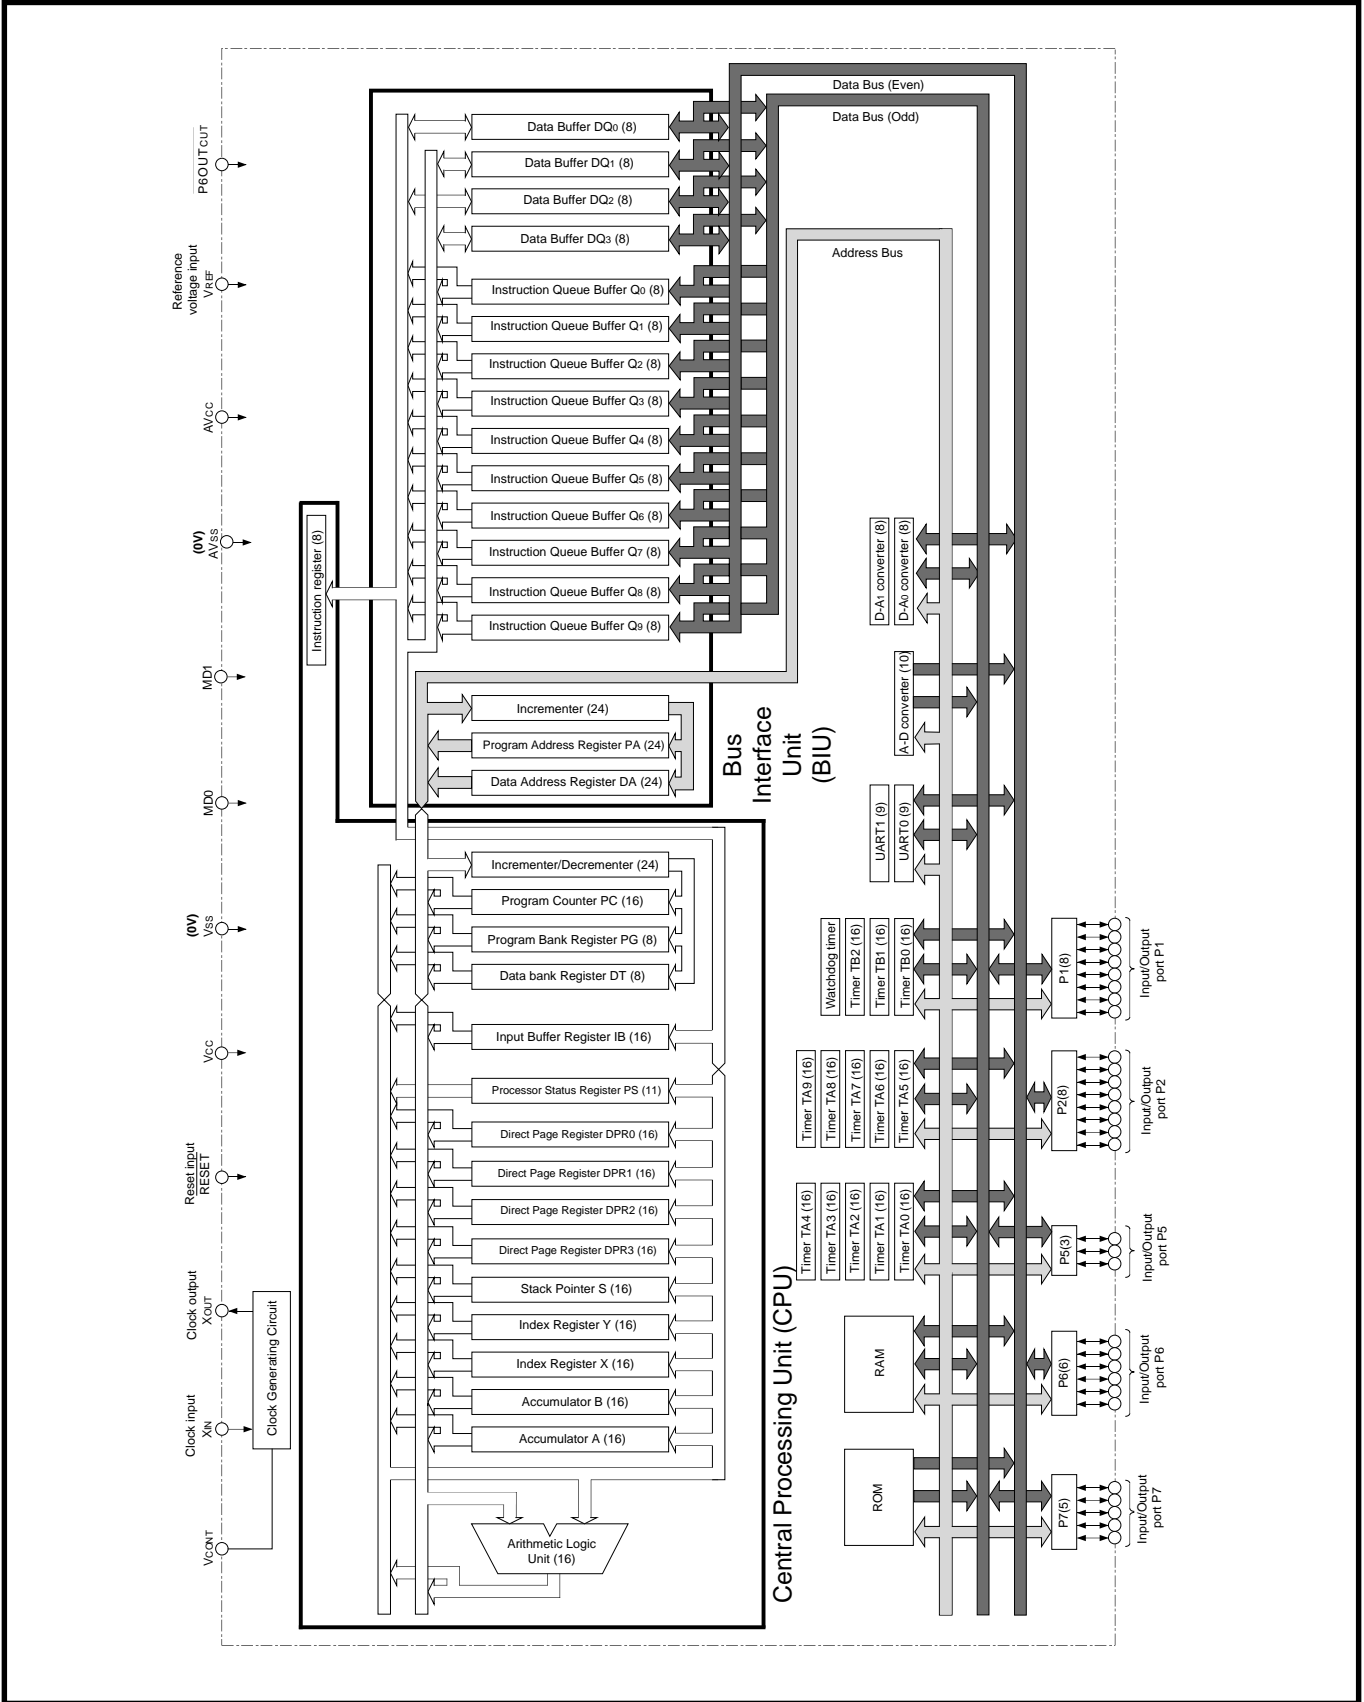 Data Bus (Even)
Data Bus (Odd)
Address Bus
Data Buffer DQ0 (8)
Data Buffer DQ1 (8)
Data Buffer DQ2 (8)
Data Buffer DQ3 (8)
Instruction Queue Buffer Q0 (8)
Instruction Queue Buffer Q1 (8)
Instruction Queue Buffer Q2 (8)
Instruction Queue Buffer Q3 (8)
Instruction Queue Buffer Q4 (8)
Instruction Queue Buffer Q5 (8)
Instruction Queue Buffer Q6 (8)
Instruction Queue Buffer Q7 (8)
Instruction Queue Buffer Q8 (8)
Instruction Queue Buffer Q9 (8)
Incrementer (24)
Program Address Register PA (24)
Data Address Register DA (24)
Bus
Interface
Unit
(BIU)
Instruction register (8)
Incrementer/Decrementer (24)
Program Counter PC (16)
Program Bank Register PG (8)
Data bank Register DT (8)
Input Buffer Register IB (16)
Processor Status Register PS (11)
Direct Page Register DPR0 (16)
Direct Page Register DPR1 (16)
Direct Page Register DPR2 (16)
Direct Page Register DPR3 (16)
Stack Pointer S (16)
Index Register Y (16)
Index Register X (16)
Accumulator B (16)
Accumulator A (16)
Arithmetic Logic
Unit (16)
Central Processing Unit (CPU)
P6OUTCUT
Reference
voltage input
VREF
AVCC
(0V)
AVSS
MD1
MD0
(0V)
VSS
VCC
Reset input
RESET
Clock output
XOUT
Clock input
XIN
VCONT
Clock Generating Circuit
D-A1 converter (8)
D-A0 converter (8)
A-D converter (10)
UART1 (9)
UART0 (9)
Watchdog timer
Timer TB2 (16)
Timer TB1 (16)
Timer TB0 (16)
Timer TA9 (16)
Timer TA8 (16)
Timer TA7 (16)
Timer TA6 (16)
Timer TA5 (16)
Timer TA4 (16)
Timer TA3 (16)
Timer TA2 (16)
Timer TA1 (16)
Timer TA0 (16)
RAM
ROM
P1(8)
Input/Output
port P1
P2(8)
Input/Output
port P2
P5(3)
Input/Output
port P5
P6(6)
Input/Output
port P6
P7(5)
Input/Output
port P7